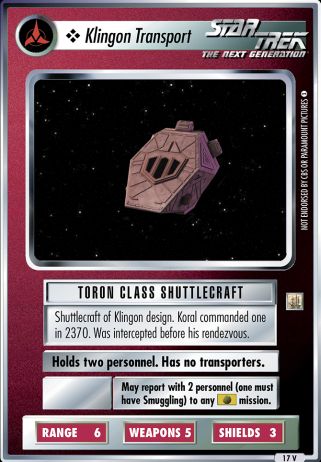 ❖ Klingon Transport
STAR TREK
THE NEXT GENERATION
NOT ENDORSED BY CBS OR PARAMOUNT PICTURES
TORON CLASS SHUTTLECRAFT
Shuttlecraft of Klingon design. Koral commanded one
in 2370. Was intercepted before his rendezvous.
Holds two personnel. Has no transporters.
May report with 2 personnel (one must
have Smuggling) to any mission.
RANGE 6
WEAPONS 5
SHIELDS 3
17 V